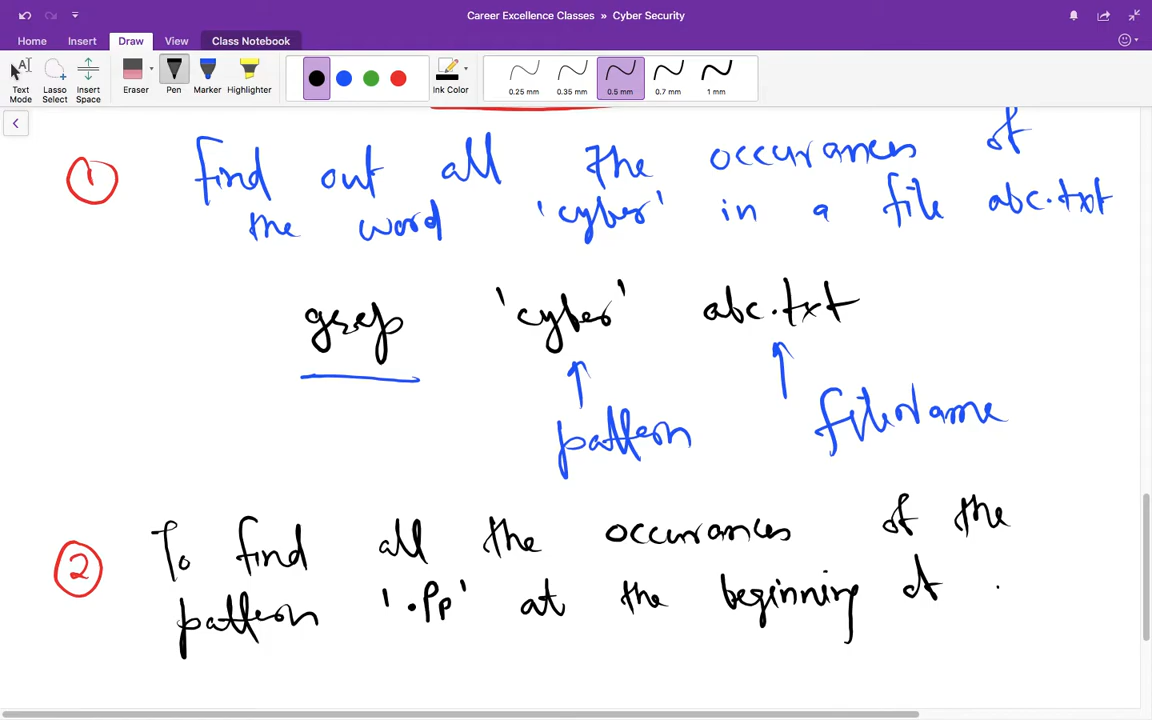 Career Excellence Classes » Cyber Security
Home Insert Draw View Class Notebook
Text Mode Lasso Select Insert Space Eraser Pen Marker Highlighter Ink Color 0.25 mm 0.35 mm 0.5 mm 0.7 mm 1 mm
1 Find out all the occurances of
the word 'cyber' in a file abc.txt
grep 'cyber' abc.txt
pattern filename
2 To find all the occurances of the
pattern '.Pp' at the beginning of